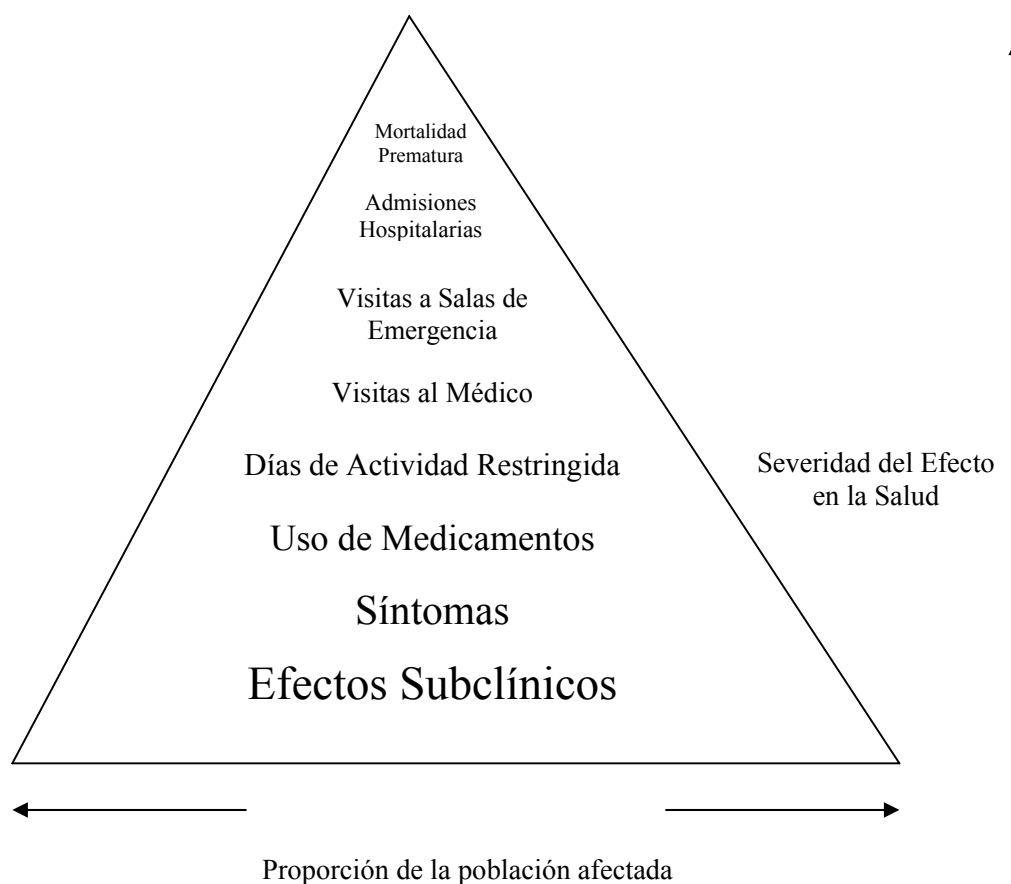 Mortalidad
Prematura
Admisiones
Hospitalarias
Visitas a Salas de
Emergencia
Visitas al Médico
Días de Actividad Restringida
Uso de Medicamentos
Síntomas
Efectos Subclínicos
Severidad del Efecto
en la Salud
Proporción de la población afectada